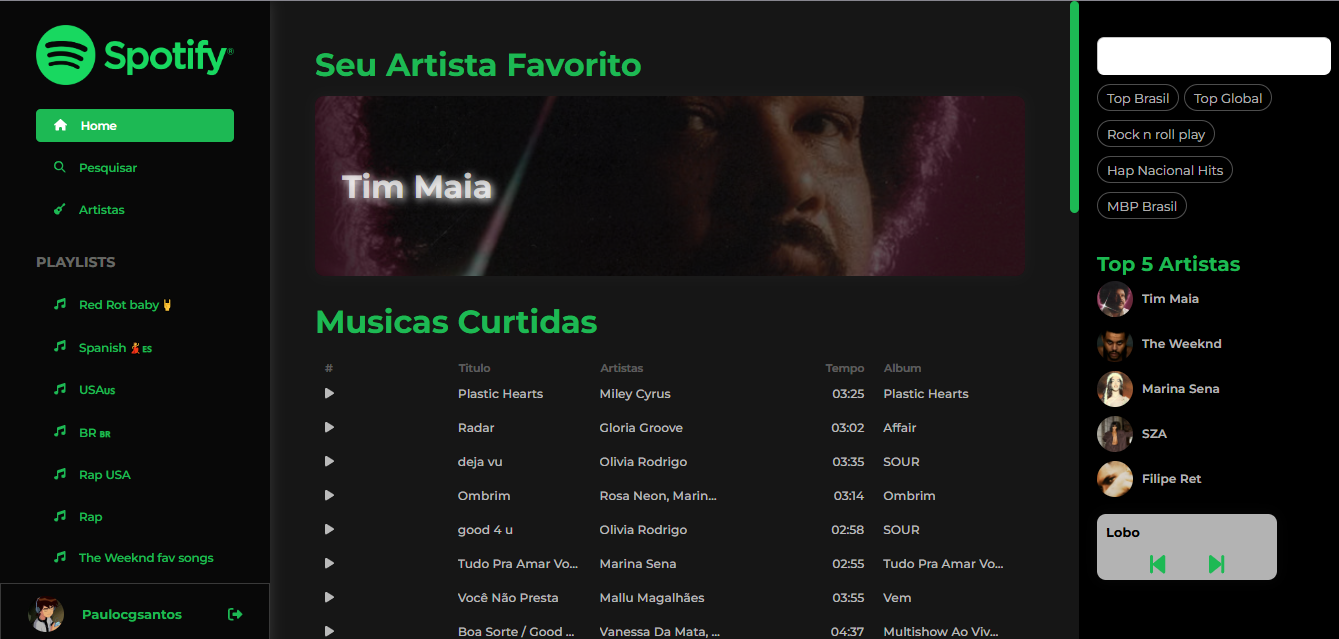 Spotify®
Home
Pesquisar
Artistas
PLAYLISTS
Red Rot baby 🤘
Spanish 💃 ES
USAus
BR BR
Rap USA
Rap
The Weeknd fav songs
Paulocgsantos
Seu Artista Favorito
Tim Maia
Musicas Curtidas
# Titulo Artistas Tempo Album
Plastic Hearts Miley Cyrus 03:25 Plastic Hearts
Radar Gloria Groove 03:02 Affair
deja vu Olivia Rodrigo 03:35 SOUR
Ombrim Rosa Neon, Marin... 03:14 Ombrim
good 4 u Olivia Rodrigo 02:58 SOUR
Tudo Pra Amar Vo... Marina Sena 02:55 Tudo Pra Amar Vo...
Você Não Presta Mallu Magalhães 03:55 Vem
Boa Sorte / Good ... Vanessa Da Mata, ... 04:37 Multishow Ao Viv...
Top Brasil Top Global
Rock n roll play
Hap Nacional Hits
MBP Brasil
Top 5 Artistas
Tim Maia
The Weeknd
Marina Sena
SZA
Filipe Ret
Lobo